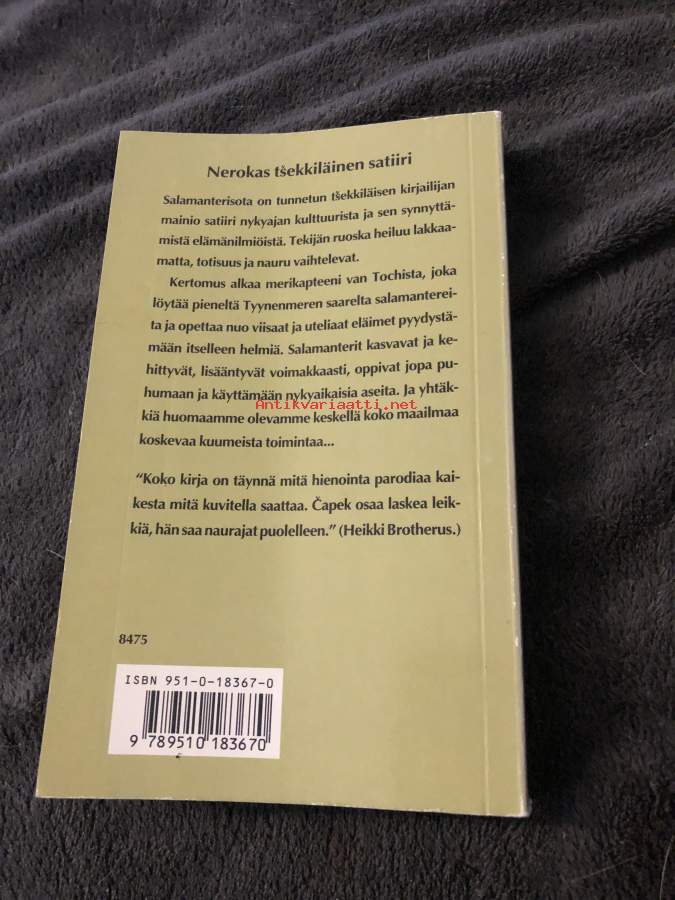 Nerokas tšekkiläinen satiiri
Salamanterisota on tunnetun tšekkiläisen kirjailijan
mainio satiiri nykyajan kulttuurista ja sen synnyttä-
mistä elämänilmiöistä. Tekijän ruoska heiluu lakkaa-
matta, totisuus ja nauru vaihtelevat.
Kertomus alkaa merikapteeni van Tochista, joka
löytää pieneltä Tyynenmeren saarelta salamanterei-
ta ja opettaa nuo viisaat ja uteliaat eläimet pyydystä-
mään itselleen helmiä. Salamanterit kasvavat ja ke-
hittyvät, lisääntyvät voimakkaasti, oppivat jopa pu-
humaan ja käyttämään nykyaikaisia aseita. Ja yhtäk-
Antikvariaatti.net
kiä huomaamme olevamme keskellä koko maailmaa
koskevaa kuumeista toimintaa...
“Koko kirja on täynnä mitä hienointa parodiaa kai-
kesta mitä kuvitella saattaa. Čapek osaa laskea leik-
kiä, hän saa naurajat puolelleen.” (Heikki Brotherus.)
8475
ISBN 951-0-18367-0
9 789510 183670